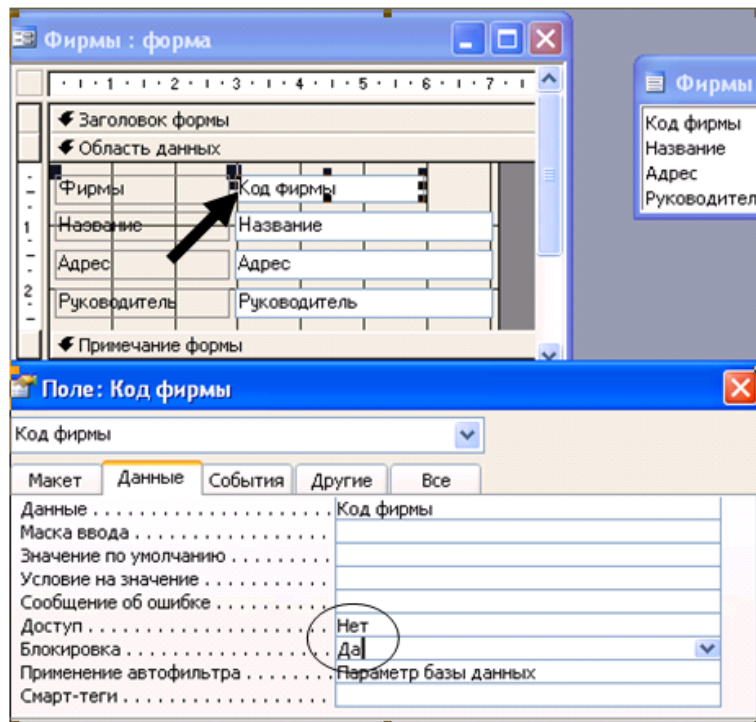 Фирмы : форма
· ı · 1 · ı · 2 · ı · 3 · ı · 4 · ı · 5 · ı · 6 · ı · 7 · ı
Заголовок формы
Область данных
Фирмы Код фирмы
1 Название Название
Адрес Адрес
2 Руководитель Руководитель
Примечание формы
Фирмы
Код фирмы
Название
Адрес
Руководител
Поле: Код фирмы
Код фирмы
Макет Данные События Другие Все
Данные . . . . . . . . . . . . . . . . . . . . . . Код фирмы
Маска ввода . . . . . . . . . . . . . . . . . .
Значение по умолчанию . . . . . . . . .
Условие на значение . . . . . . . . . . .
Сообщение об ошибке . . . . . . . . . .
Доступ . . . . . . . . . . . . . . . . . . . . . . Нет
Блокировка . . . . . . . . . . . . . . . . . . . Да
Применение автофильтра . . . . . . . . Параметр базы данных
Смарт-теги . . . . . . . . . . . . . . . . . . .